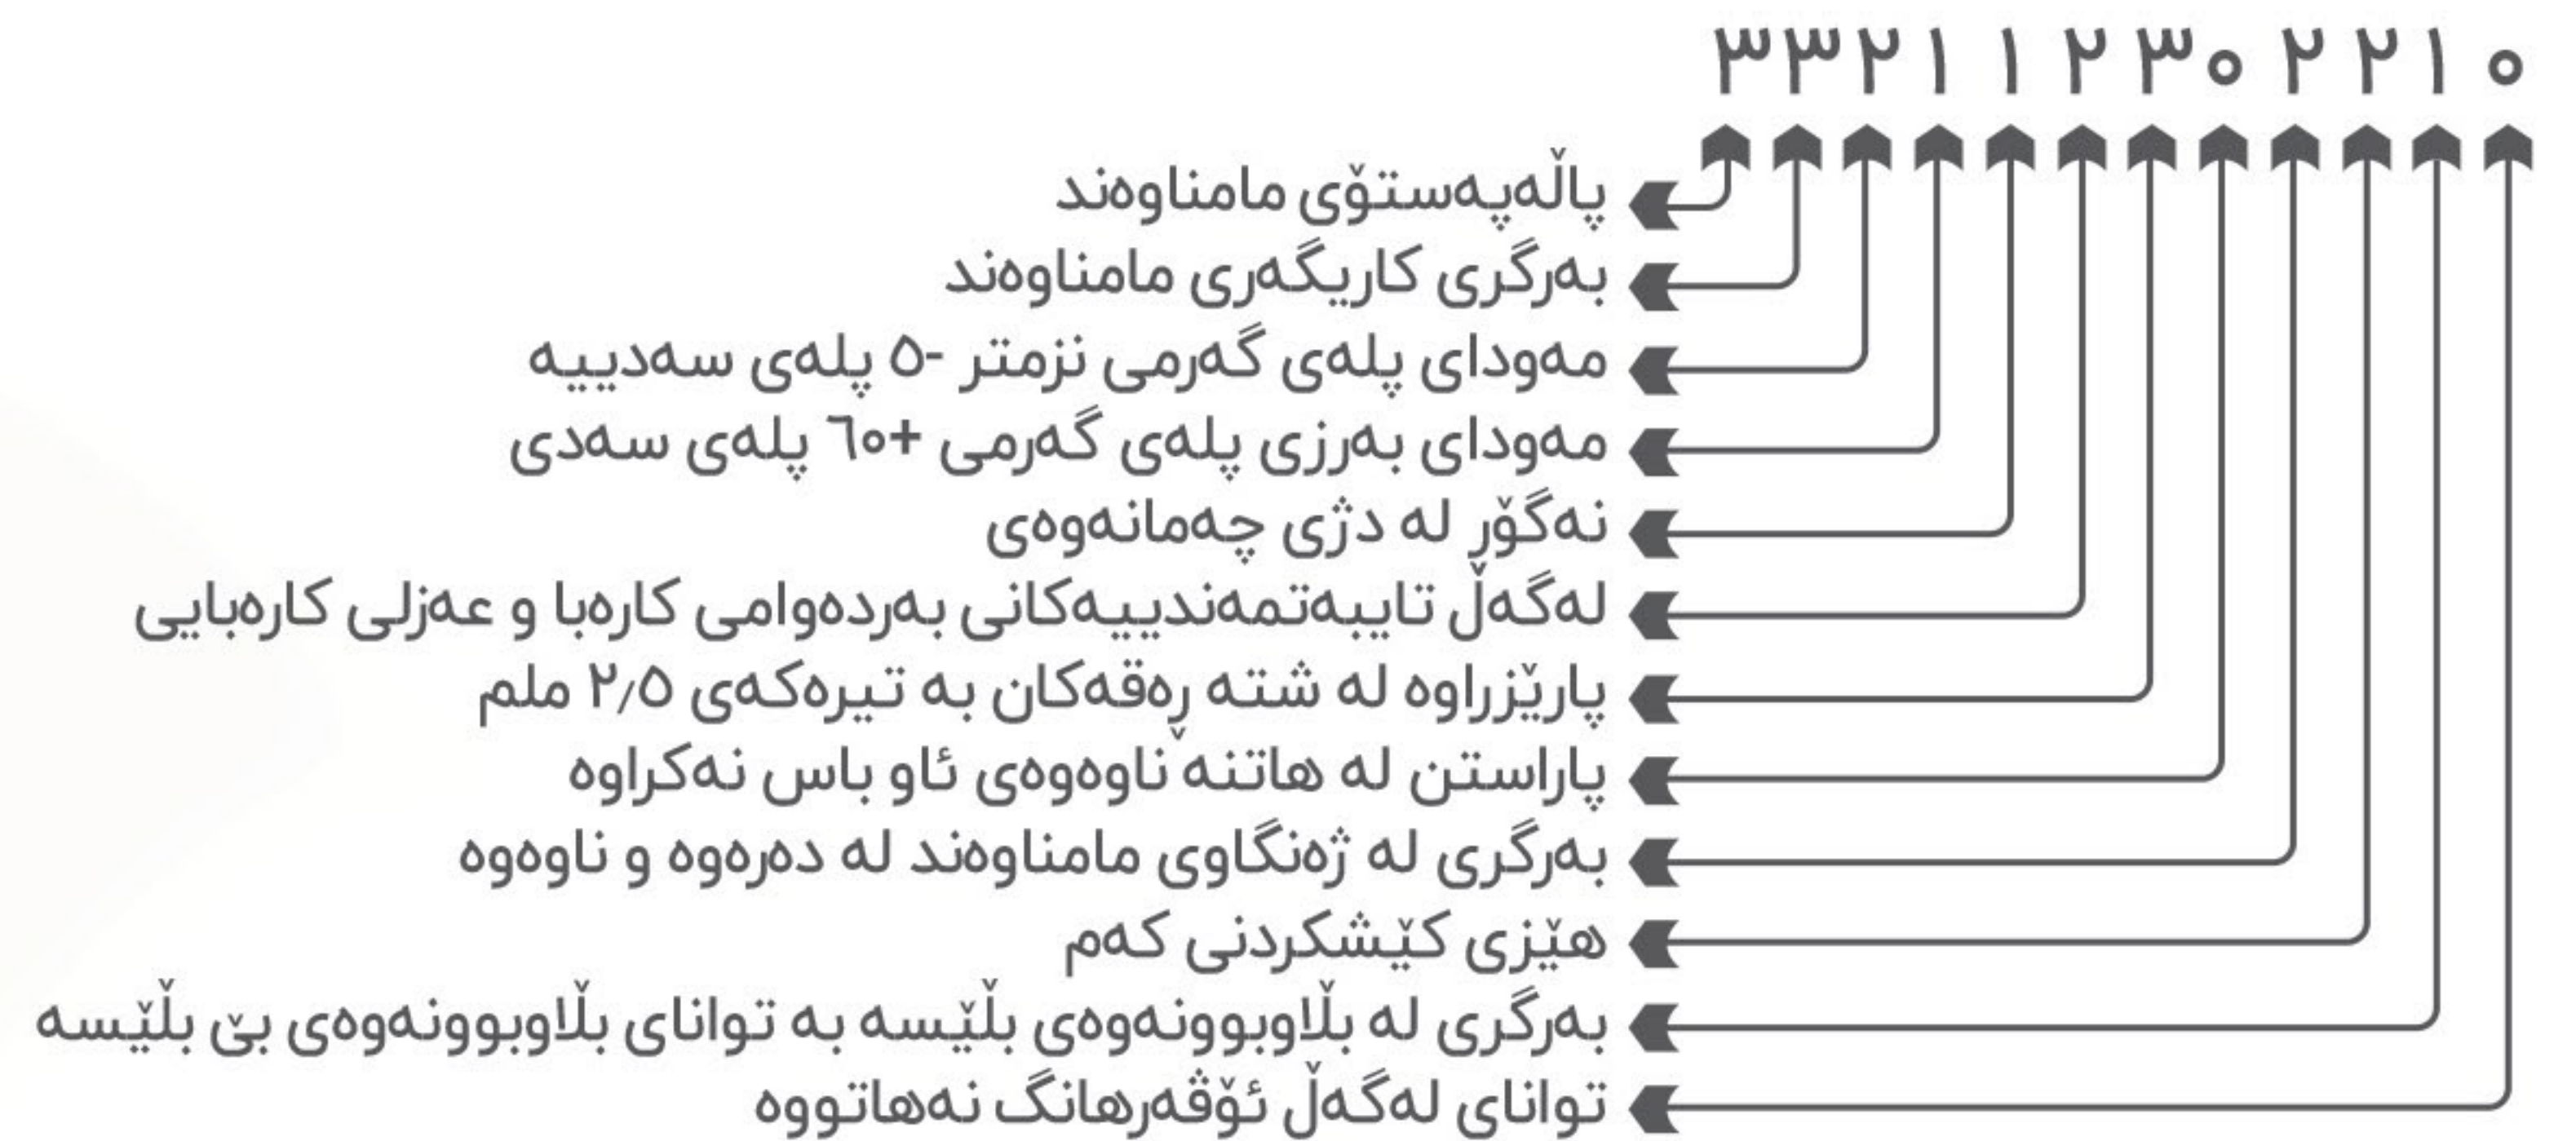 ٣٣٢١١٢٣٠٢٢١٠
پاڵەپەستۆی مامناوەند
بەرگری کاریگەری مامناوەند
مەودای پلەی گەرمی نزمتر -٥ پلەی سەدییە
مەودای بەرزی پلەی گەرمی +٦٠ پلەی سەدی
نەگۆڕ لە دژی چەمانەوەی
لەگەڵ تایبەتمەندییەکانی بەردەوامی کارەبا و عەزلی کارەبایی
پارێزراوە لە شتە ڕەقەکان بە تیرەکەی ٢٫٥ ملم
پاراستن لە هاتنە ناوەوەی ئاو باس نەکراوە
بەرگری لە ژەنگاوی مامناوەند لە دەرەوە و ناوەوە
هێزی کێشکردنی کەم
بەرگری لە بڵاوبوونەوەی بڵێسە بە توانای بڵاوبوونەوەی بێ بڵێسە
توانای لەگەڵ ئۆڤەرهانگ نەهاتووە